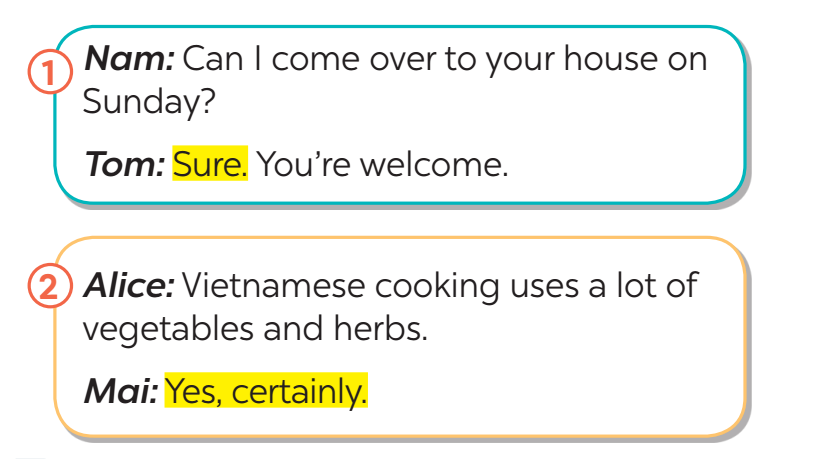 1 Nam: Can I come over to your house on
Sunday?
Tom: Sure. You're welcome.
2 Alice: Vietnamese cooking uses a lot of
vegetables and herbs.
Mai: Yes, certainly.